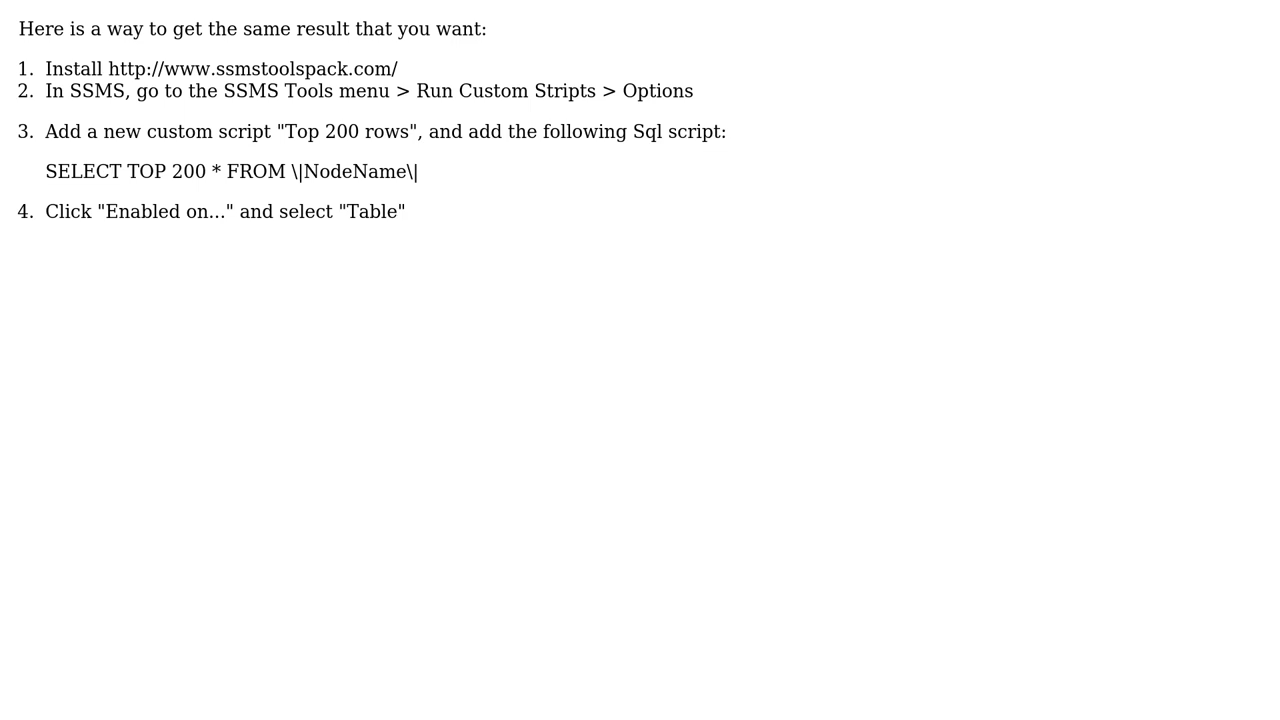 Here is a way to get the same result that you want:
1. Install http://www.ssmstoolspack.com/
2. In SSMS, go to the SSMS Tools menu > Run Custom Stripts > Options
3. Add a new custom script "Top 200 rows", and add the following Sql script:
SELECT TOP 200 * FROM \|NodeName\|
4. Click "Enabled on..." and select "Table"